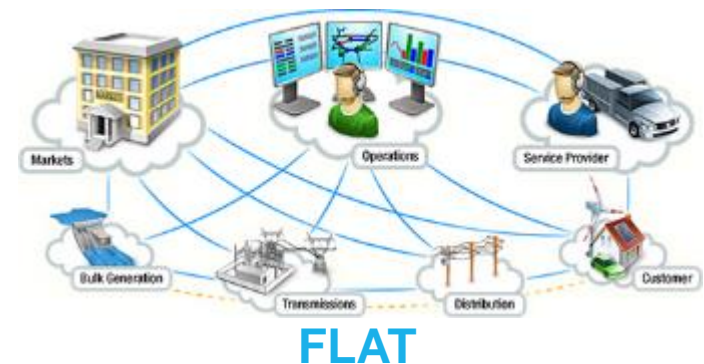 Markets
Operations
Service Provider
Bulk Generation
Transmissions
Distribution
Customer
FLAT